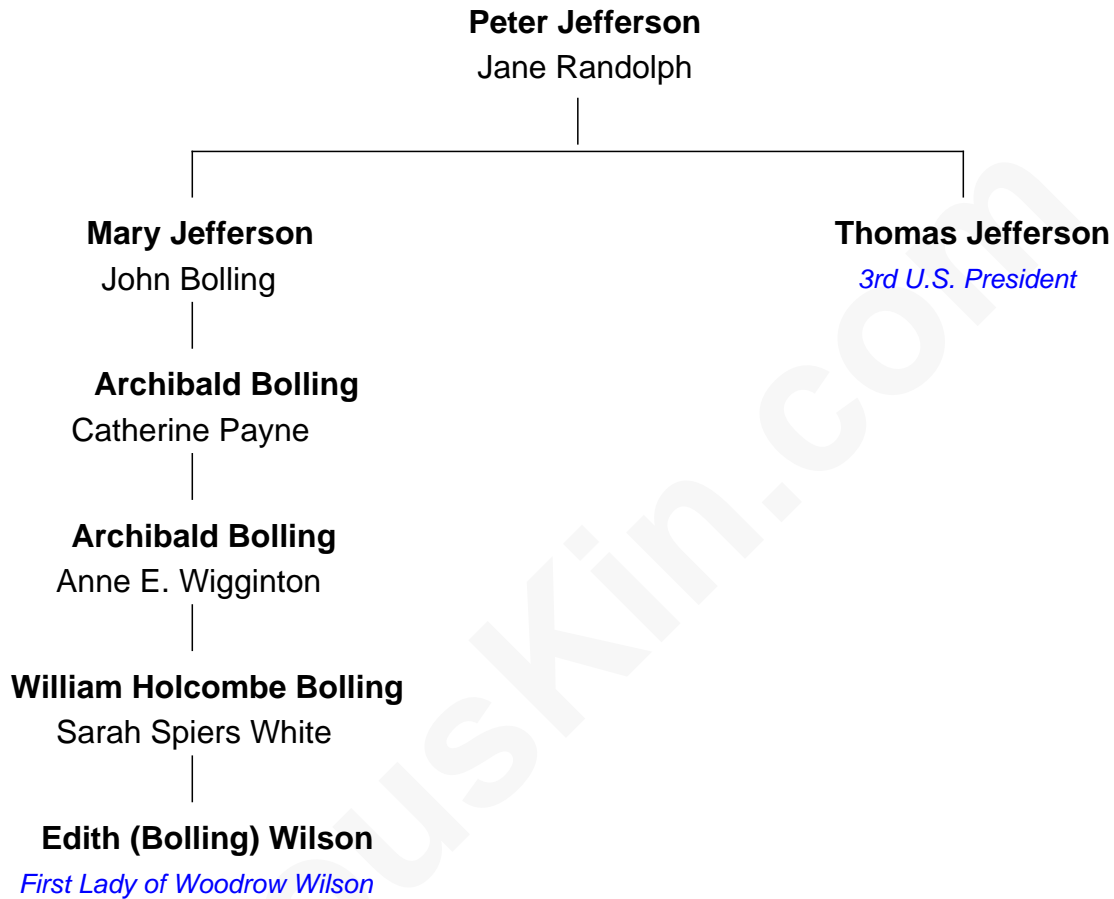 Peter Jefferson
Jane Randolph
Mary Jefferson
John Bolling
Thomas Jefferson
3rd U.S. President
Archibald Bolling
Catherine Payne
Archibald Bolling
Anne E. Wigginton
William Holcombe Bolling
Sarah Spiers White
Edith (Bolling) Wilson
First Lady of Woodrow Wilson